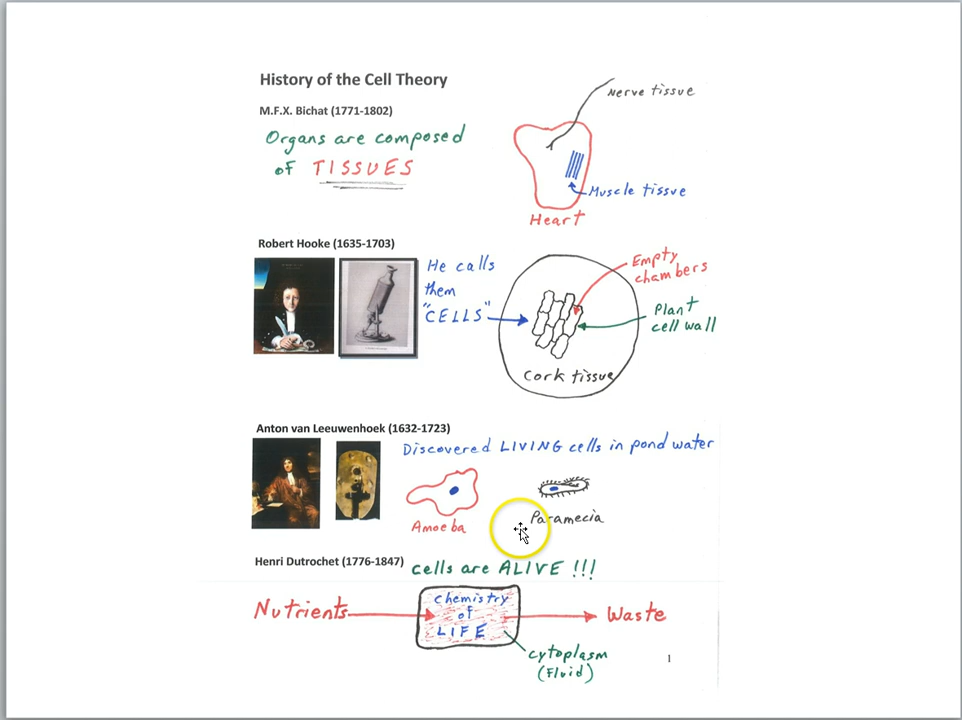 History of the Cell Theory
M.F.X. Bichat (1771-1802)
Organs are composed
of TISSUES
Nerve tissue
Muscle tissue
Heart
Robert Hooke (1635-1703)
He calls
them
"CELLS"
Empty
chambers
Plant
cell wall
Cork tissue
Anton van Leeuwenhoek (1632-1723)
Discovered LIVING cells in pond water
Amoeba
Paramecia
Henri Dutrochet (1776-1847)
cells are ALIVE !!!
Nutrients
chemistry
of
LIFE
Waste
cytoplasm
(Fluid)
1